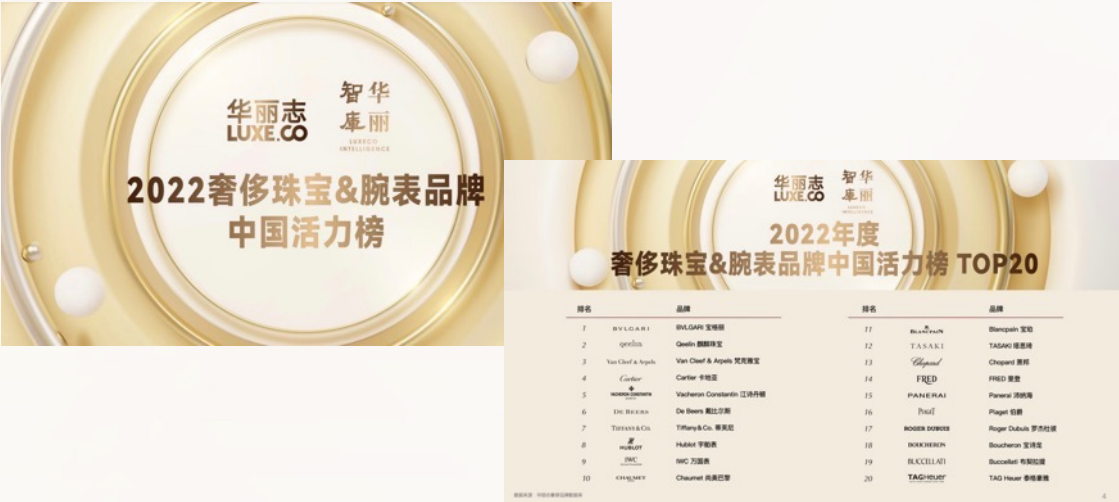 华丽志
LUXE.CO
智华
庫丽
LUXECO
INTELLIGENCE
2022奢侈珠宝&腕表品牌
中国活力榜
华丽志
LUXE.CO
智华
庫丽
LUXECO
INTELLIGENCE
2022年度
奢侈珠宝&腕表品牌中国活力榜 TOP20
排名 品牌 排名 品牌
1 BVLGARI BVLGARI 宝格丽 11 BLANCPAIN Blancpain 宝珀
2 qeelin Qeelin 麒麟珠宝 12 TASAKI TASAKI 塔思琦
3 Van Cleef & Arpels Van Cleef & Arpels 梵克雅宝 13 Chopard Chopard 萧邦
4 Cartier Cartier 卡地亚 14 FRED FRED 斐登
5 VACHERON CONSTANTIN Vacheron Constantin 江诗丹顿 15 PANERAI Panerai 沛纳海
6 DE BEERS De Beers 戴比尔斯 16 PIAGET Piaget 伯爵
7 TIFFANY & CO. Tiffany & Co. 蒂芙尼 17 ROGER DUBUIS Roger Dubuis 罗杰杜彼
8 HUBLOT Hublot 宇舶表 18 BOUCHERON Boucheron 宝诗龙
9 IWC IWC 万国表 19 BUCCELLATI Buccellati 布契拉提
10 CHAUMET Chaumet 尚美巴黎 20 TAGHeuer TAG Heuer 泰格豪雅
4